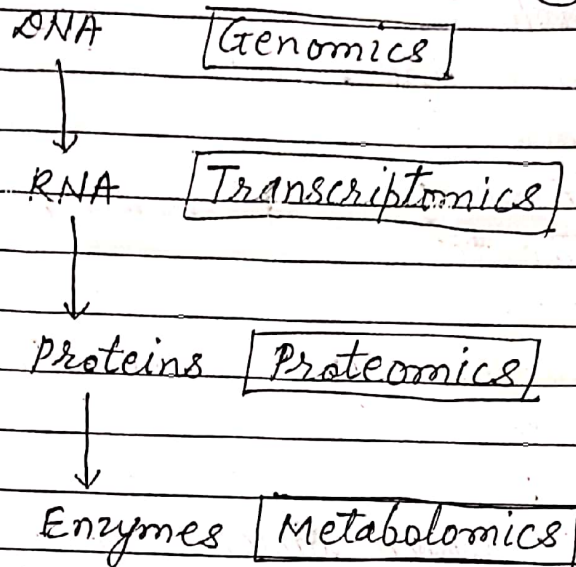 DNA Genomics
RNA Transcriptomics
Proteins Proteomics
Enzymes Metabolomics